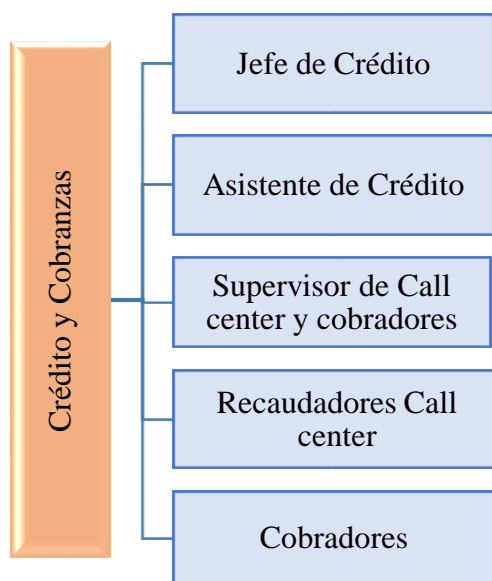 Crédito y Cobranzas
Jefe de Crédito
Asistente de Crédito
Supervisor de Call
center y cobradores
Recaudadores Call
center
Cobradores